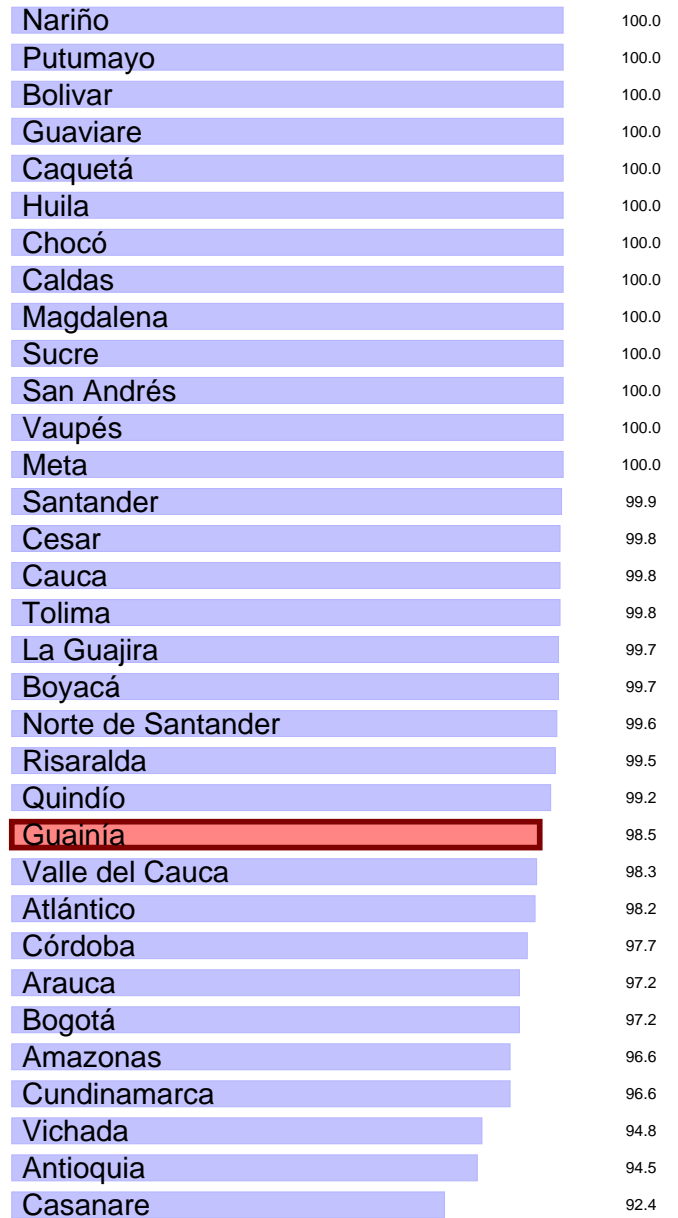 Nariño 100.0
Putumayo 100.0
Bolivar 100.0
Guaviare 100.0
Caquetá 100.0
Huila 100.0
Chocó 100.0
Caldas 100.0
Magdalena 100.0
Sucre 100.0
San Andrés 100.0
Vaupés 100.0
Meta 100.0
Santander 99.9
Cesar 99.8
Cauca 99.8
Tolima 99.8
La Guajira 99.7
Boyacá 99.7
Norte de Santander 99.6
Risaralda 99.5
Quindío 99.2
Guainía 98.5
Valle del Cauca 98.3
Atlántico 98.2
Córdoba 97.7
Arauca 97.2
Bogotá 97.2
Amazonas 96.6
Cundinamarca 96.6
Vichada 94.8
Antioquia 94.5
Casanare 92.4